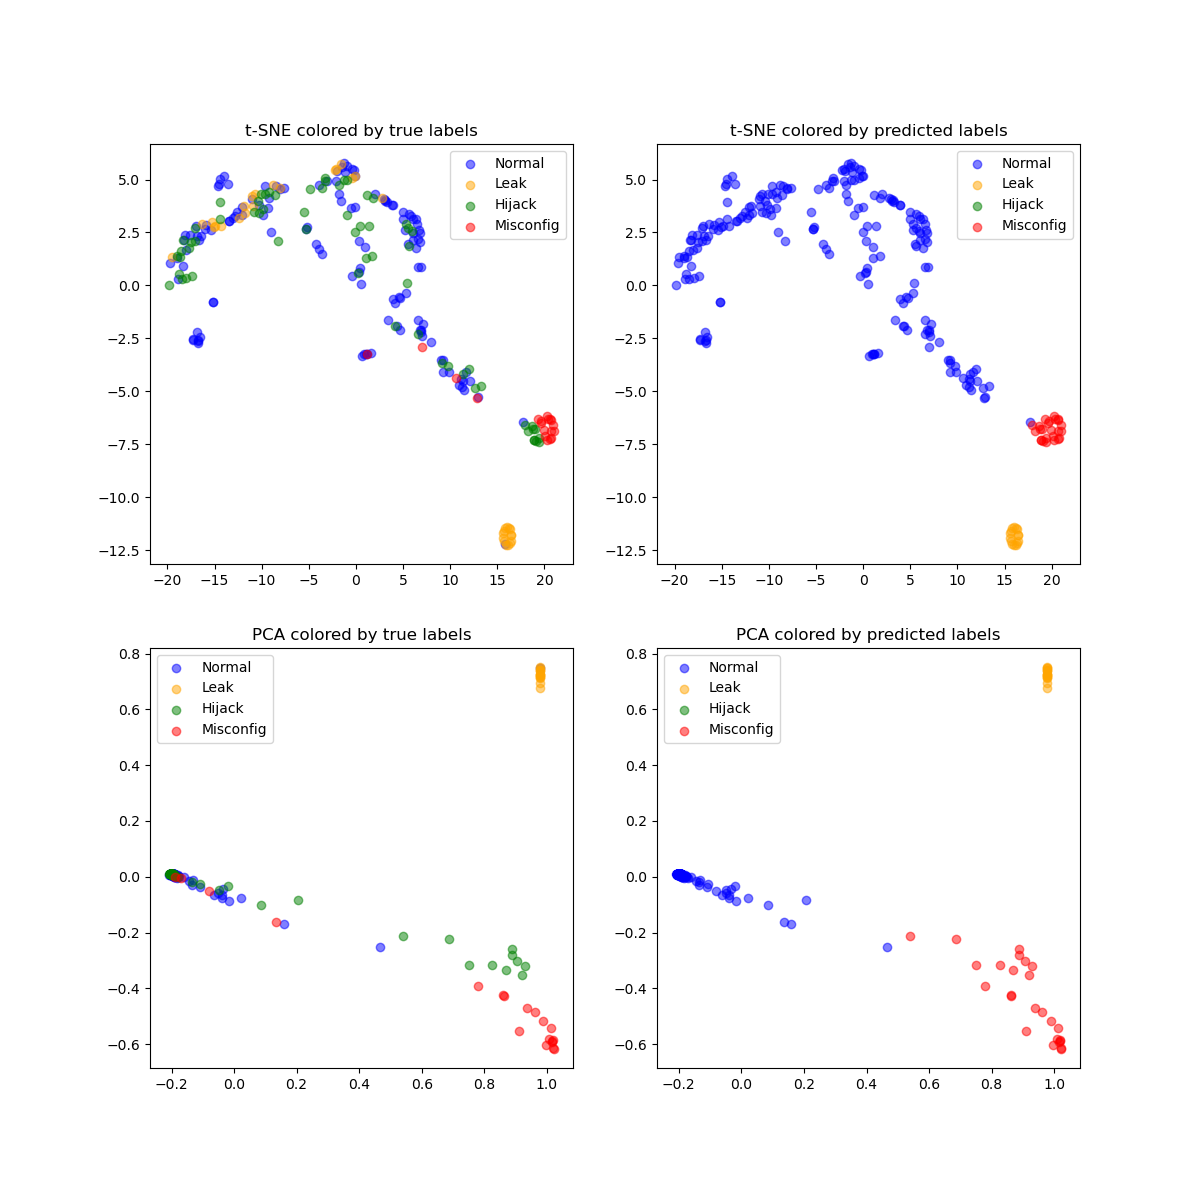 t-SNE colored by true labels
5.0
2.5
0.0
−2.5
−5.0
−7.5
−10.0
−12.5
−20 −15 −10 −5 0 5 10 15 20
Normal
Leak
Hijack
Misconfig
t-SNE colored by predicted labels
5.0
2.5
0.0
−2.5
−5.0
−7.5
−10.0
−12.5
−20 −15 −10 −5 0 5 10 15 20
Normal
Leak
Hijack
Misconfig
PCA colored by true labels
0.8
0.6
0.4
0.2
0.0
−0.2
−0.4
−0.6
−0.2 0.0 0.2 0.4 0.6 0.8 1.0
Normal
Leak
Hijack
Misconfig
PCA colored by predicted labels
0.8
0.6
0.4
0.2
0.0
−0.2
−0.4
−0.6
−0.2 0.0 0.2 0.4 0.6 0.8 1.0
Normal
Leak
Hijack
Misconfig